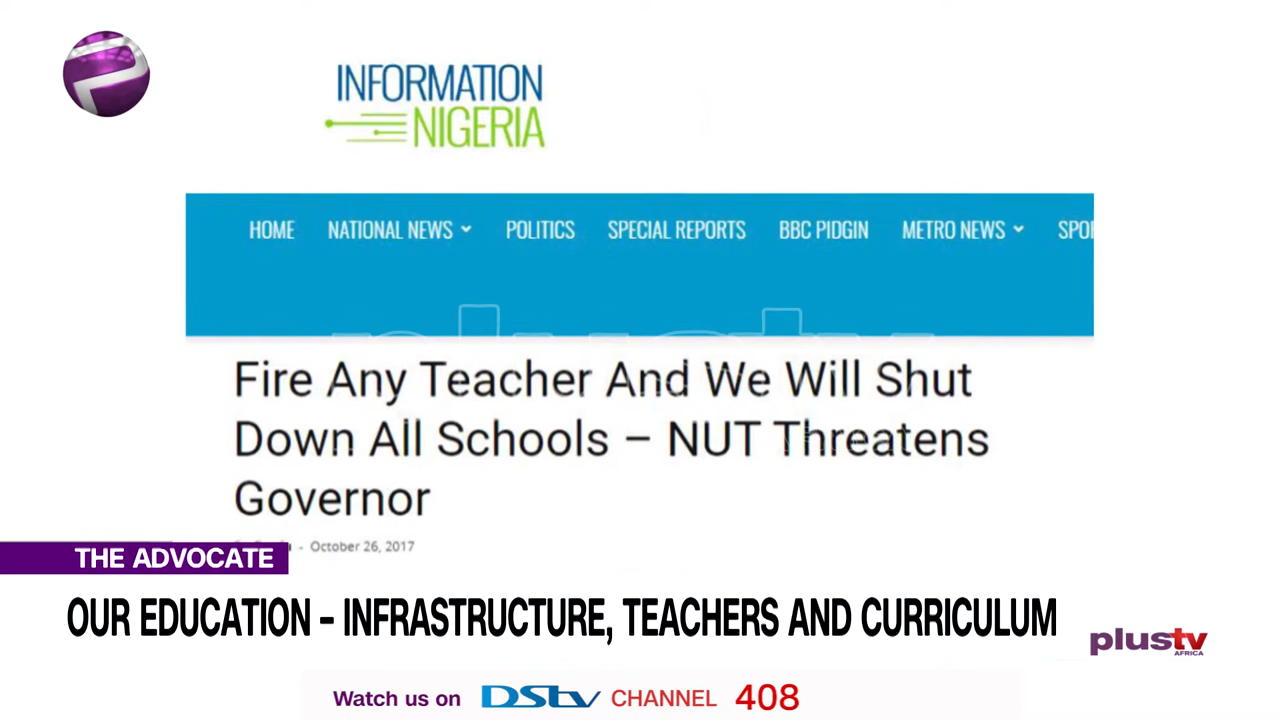 INFORMATION
NIGERIA
HOME NATIONAL NEWS POLITICS SPECIAL REPORTS BBC PIDGIN METRO NEWS SPO
plustv
Fire Any Teacher And We Will Shut
Down All Schools – NUT Threatens
Governor
- October 26, 2017
THE ADVOCATE
OUR EDUCATION – INFRASTRUCTURE, TEACHERS AND CURRICULUM
plustv
AFRICA
Watch us on DStv CHANNEL 408